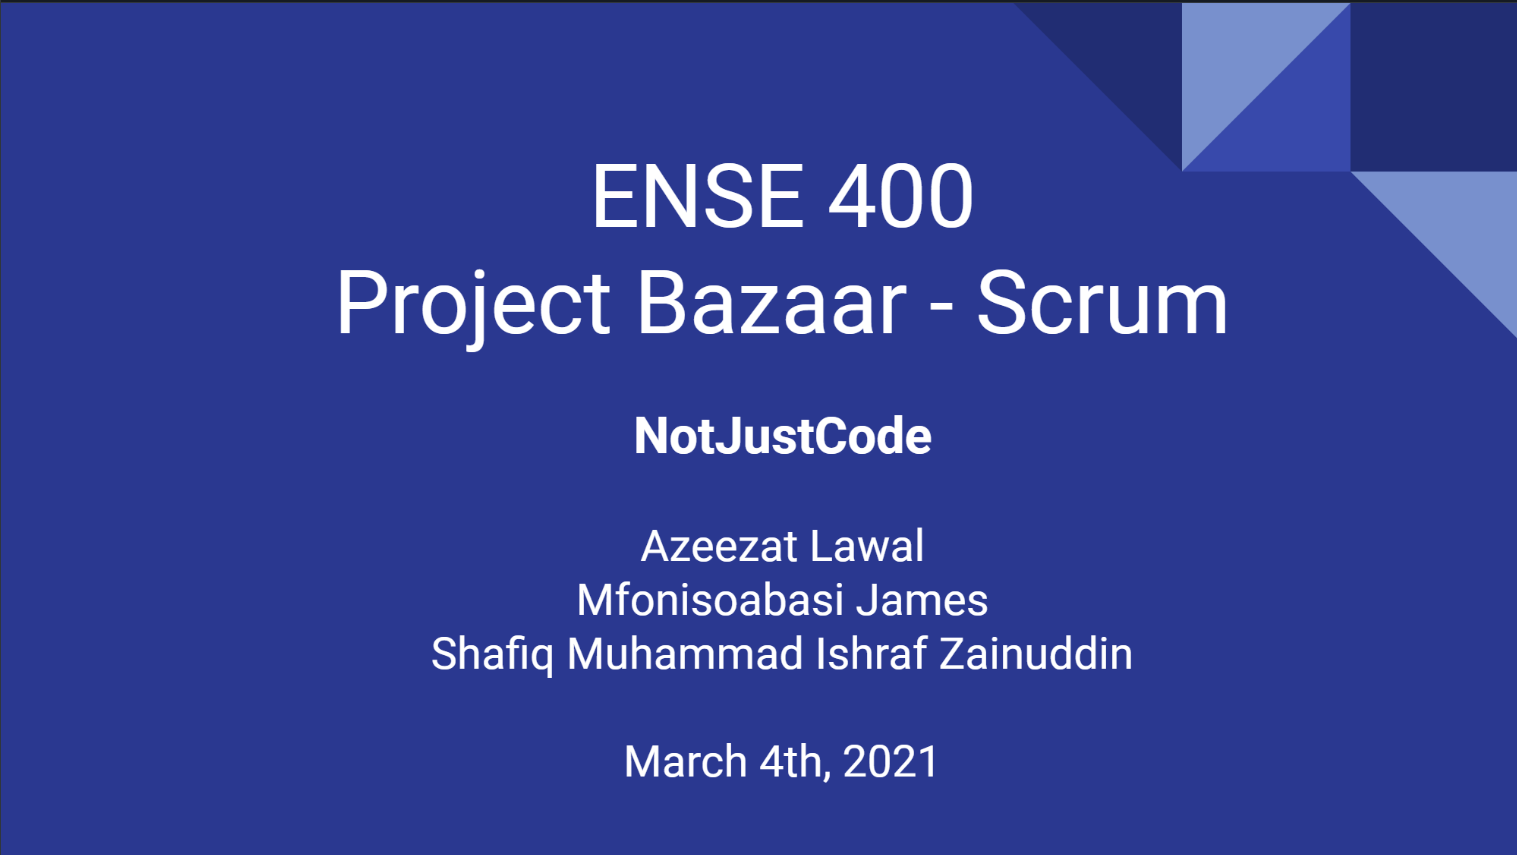 ENSE 400
Project Bazaar - Scrum
NotJustCode
Azeezat Lawal
Mfonisoabasi James
Shafiq Muhammad Ishraf Zainuddin
March 4th, 2021